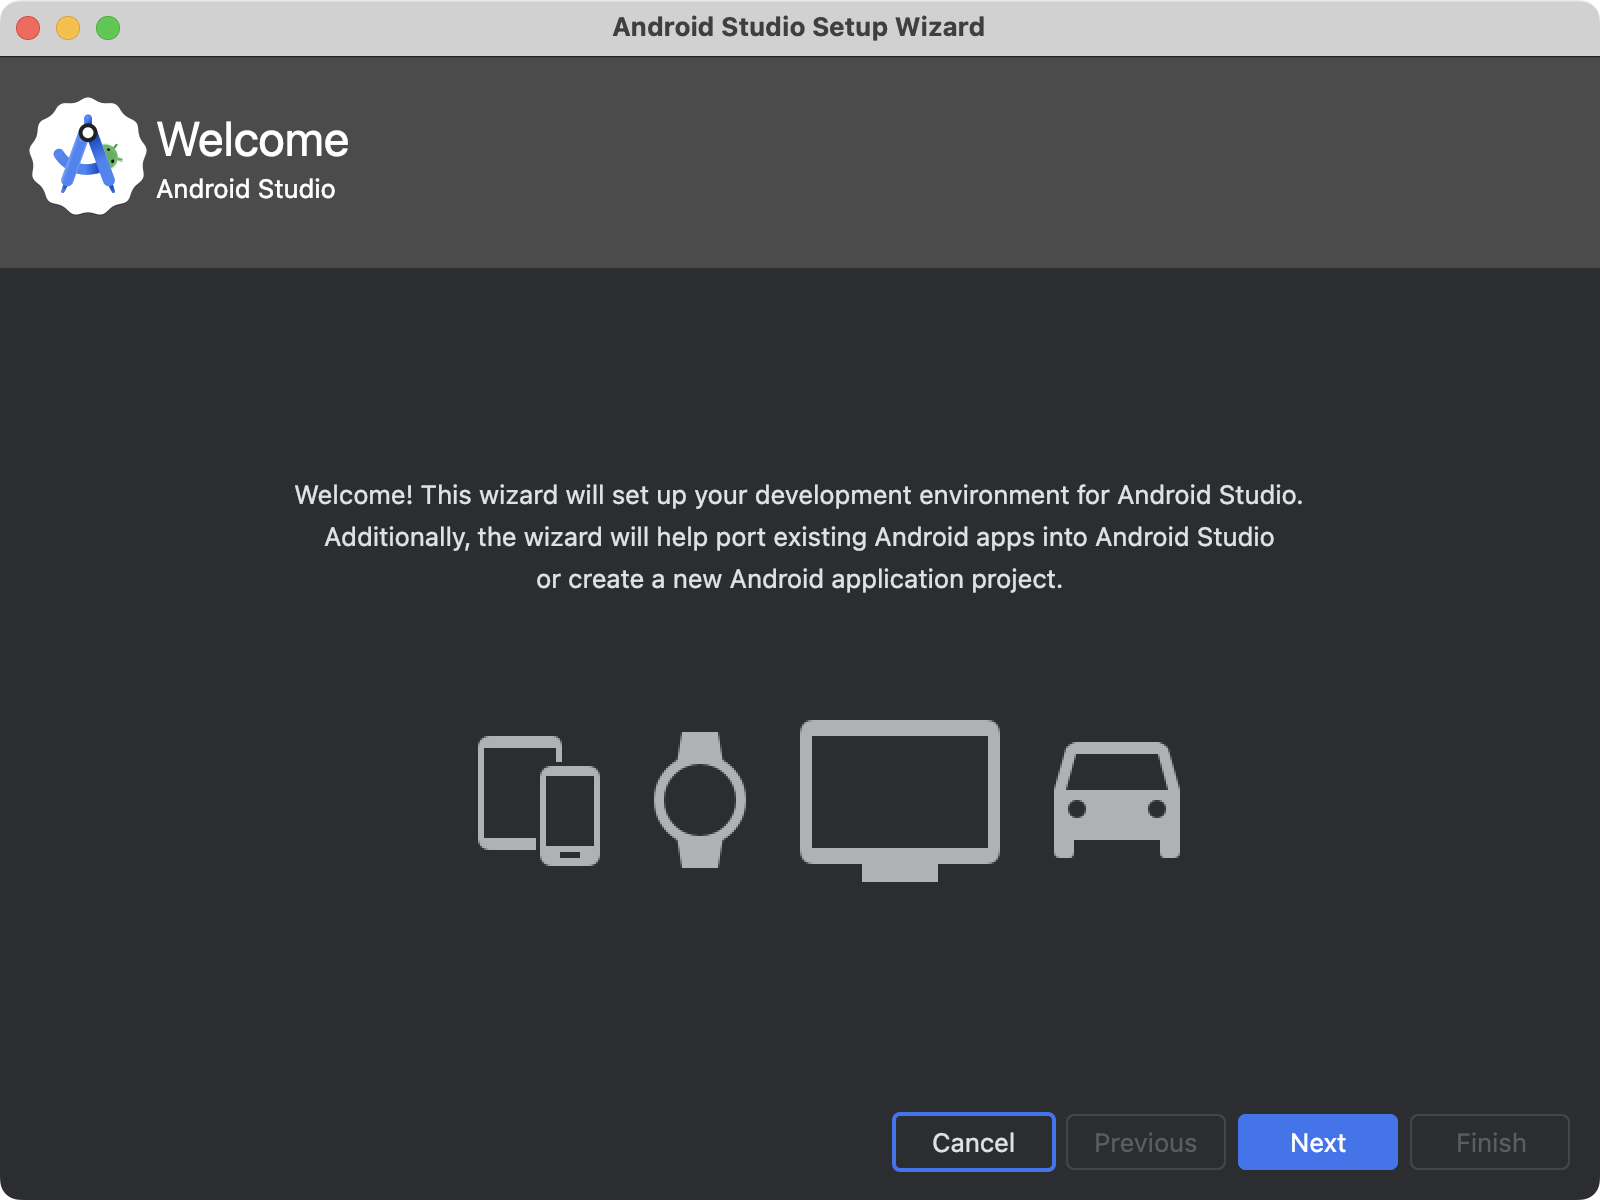 Android Studio Setup Wizard
Welcome
Android Studio
Welcome! This wizard will set up your development environment for Android Studio.
Additionally, the wizard will help port existing Android apps into Android Studio
or create a new Android application project.
Cancel
Previous
Next
Finish